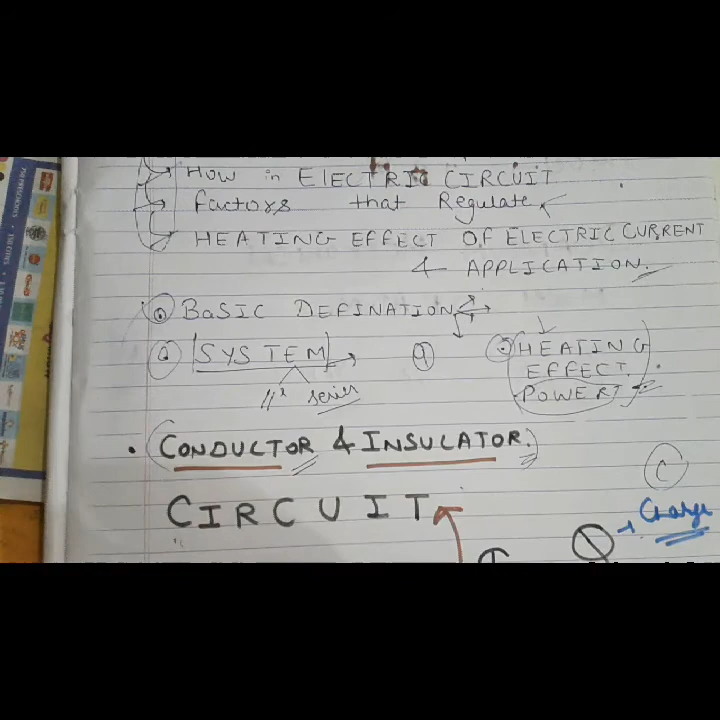 HOW in ELECTRIC CIRCUIT
factors that Regulate
HEATING EFFECT OF ELECTRIC CURRENT
& APPLICATION.
BASIC DEFINATION
SYSTEM
HEATING
EFFECT.
POWER
series
CONDUCTOR & INSULATOR.
C
CIRCUIT
Charge